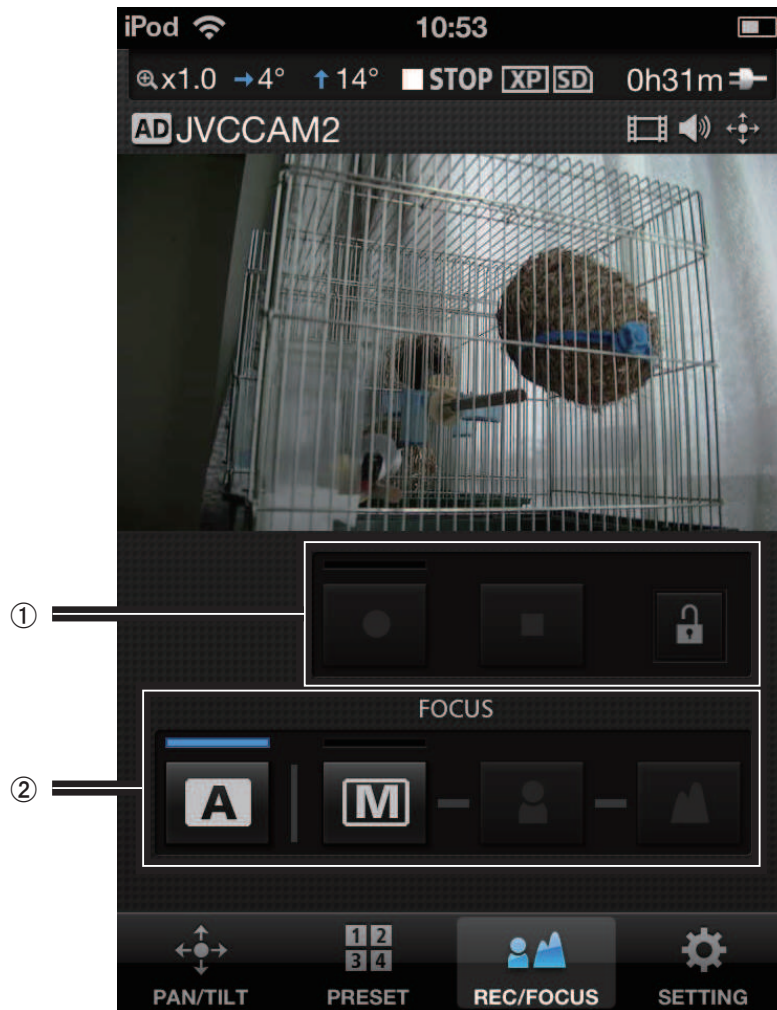 iPod 10:53
x1.0 4° 14° STOP XP SD 0h31m
AD JVCCAM2
①
FOCUS
②
A M
1 2
3 4
PAN/TILT PRESET REC/FOCUS SETTING